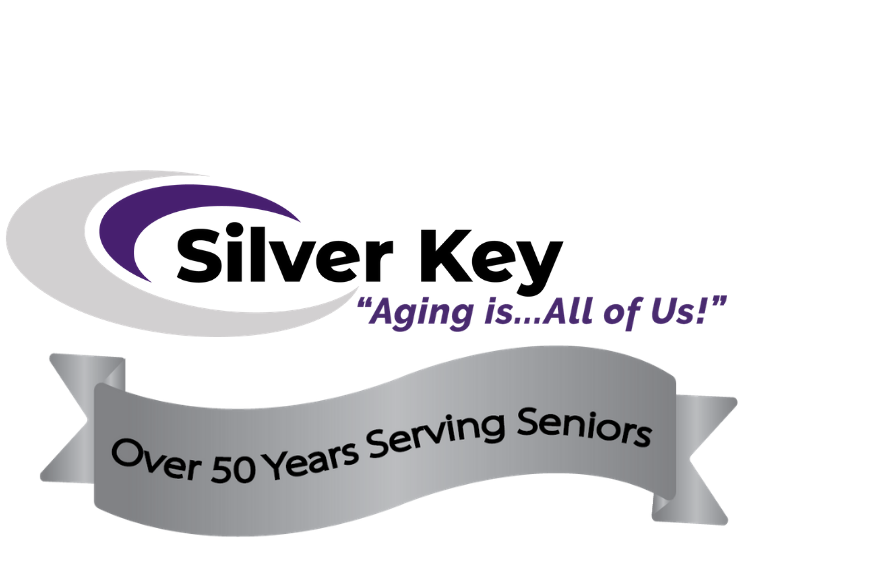 Silver Key
“Aging is...All of Us!”
Over 50 Years Serving Seniors